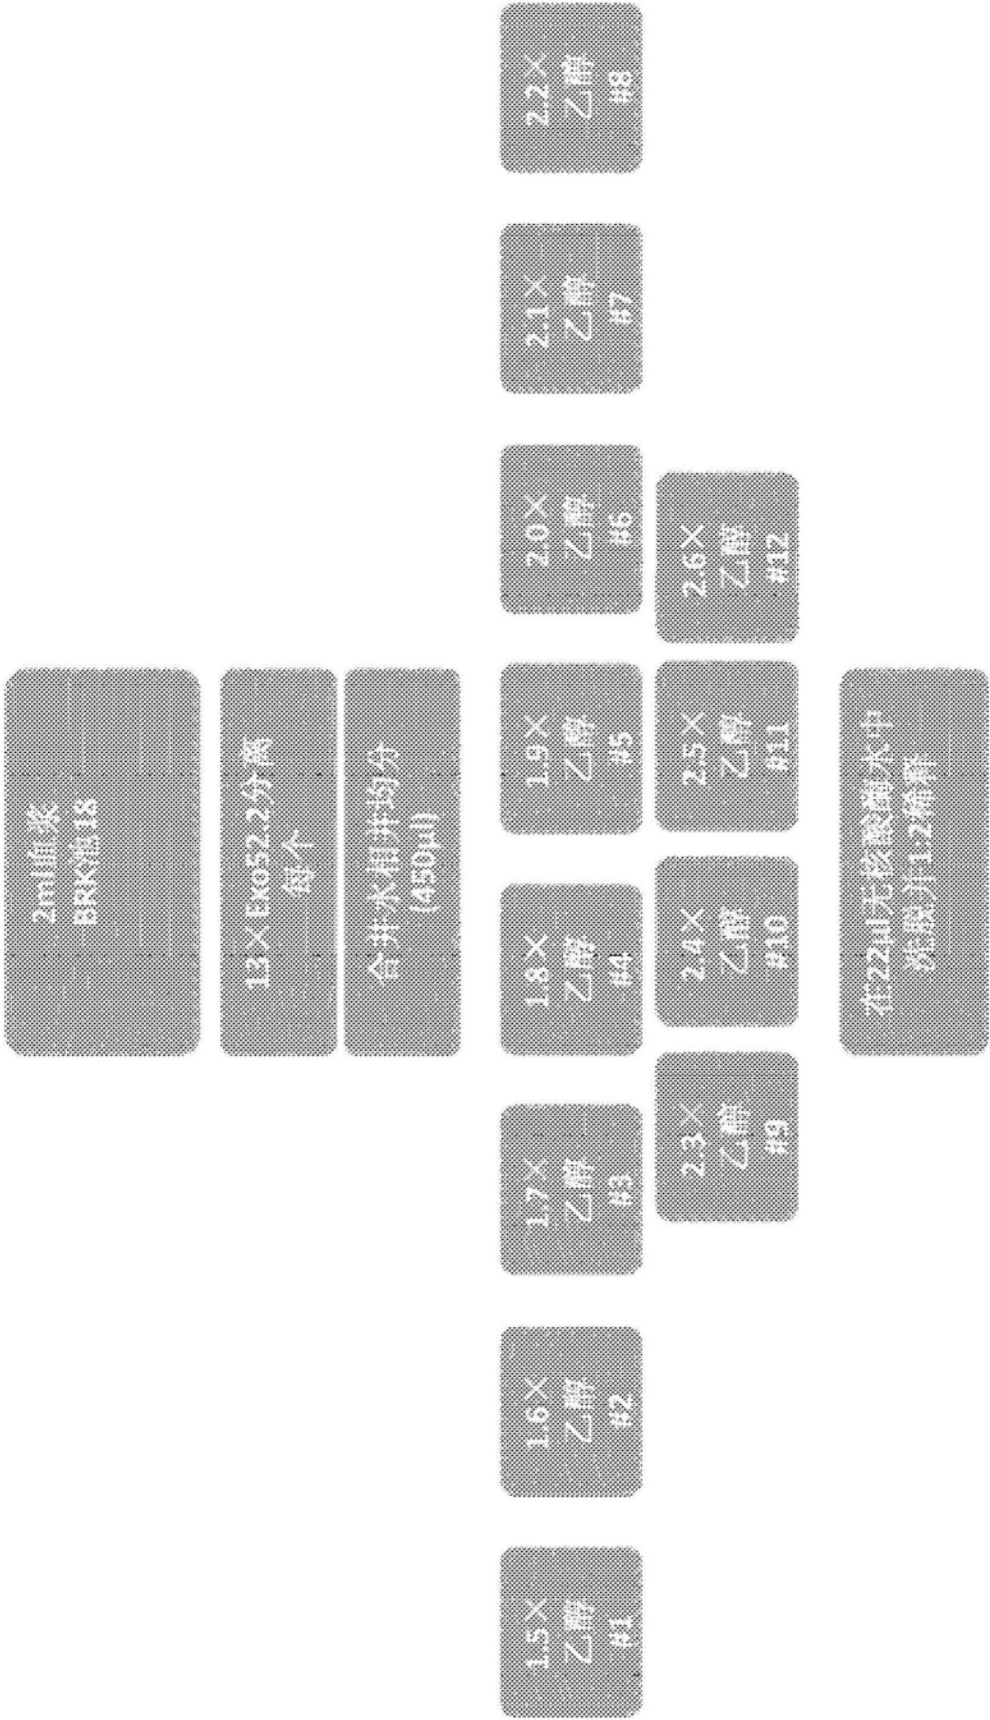 2ml血浆
BRK池18
13×Exo52.2分离
每个
合并水相并均分
(450μl)
1.5×
乙醇
#1
1.6×
乙醇
#2
1.7×
乙醇
#3
1.8×
乙醇
#4
1.9×
乙醇
#5
2.0×
乙醇
#6
2.1×
乙醇
#7
2.2×
乙醇
#8
2.3×
乙醇
#9
2.4×
乙醇
#10
2.5×
乙醇
#11
2.6×
乙醇
#12
在22μl无核酸酶水中
洗脱并1:2稀释